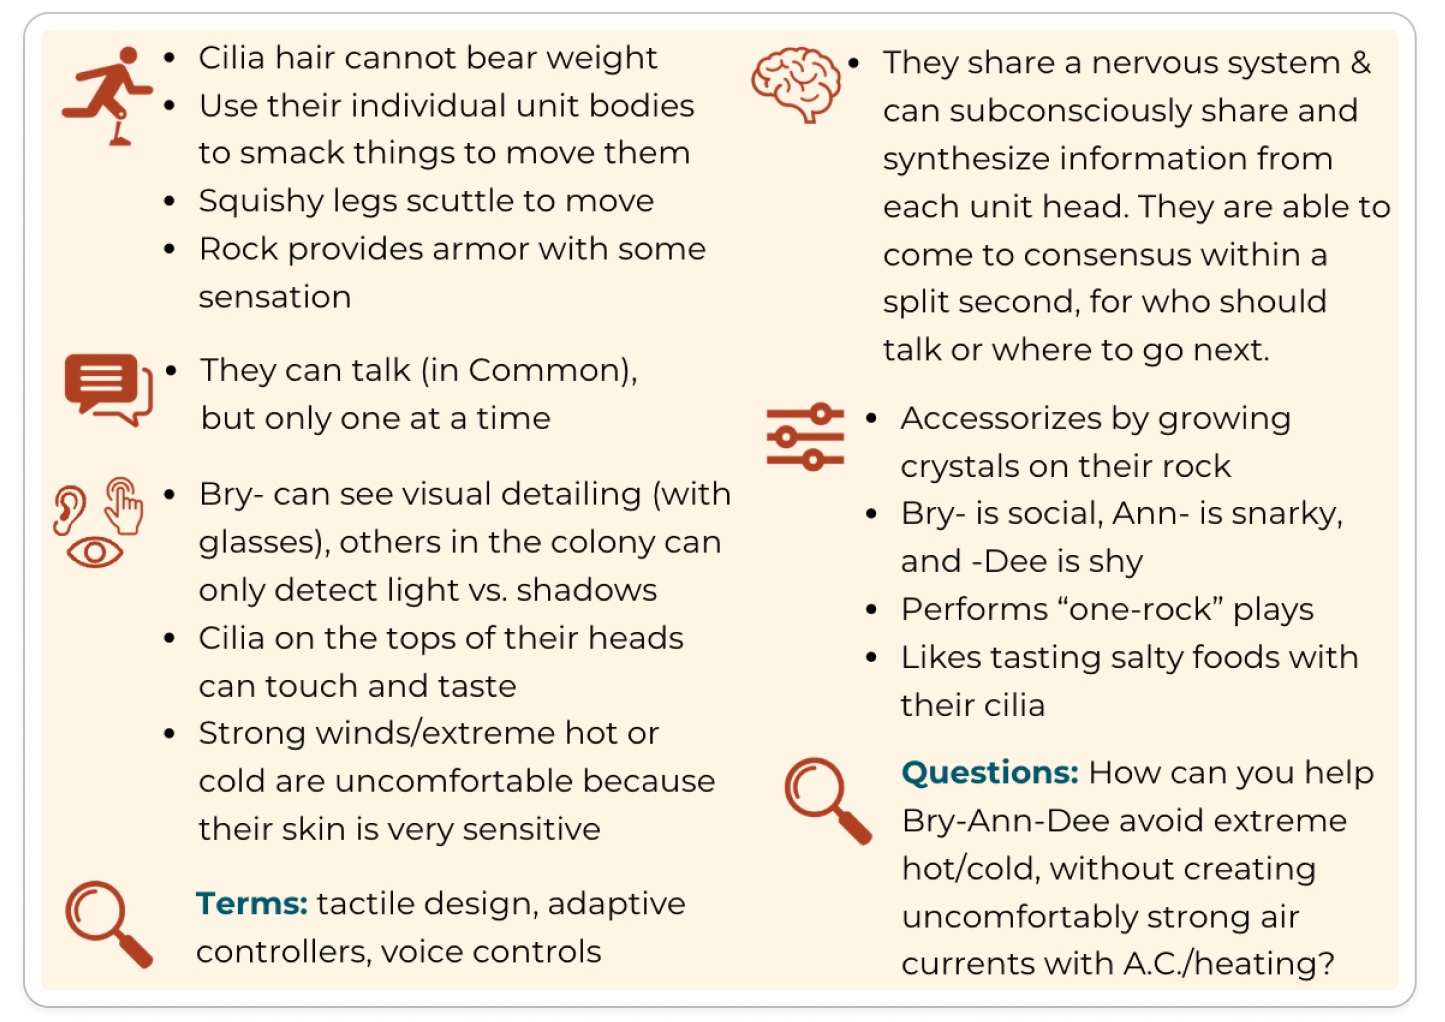 • Cilia hair cannot bear weight
• Use their individual unit bodies
to smack things to move them
• Squishy legs scuttle to move
• Rock provides armor with some
sensation
• They can talk (in Common),
but only one at a time
• Bry- can see visual detailing (with
glasses), others in the colony can
only detect light vs. shadows
• Cilia on the tops of their heads
can touch and taste
• Strong winds/extreme hot or
cold are uncomfortable because
their skin is very sensitive
Terms: tactile design, adaptive
controllers, voice controls
• They share a nervous system &
can subconsciously share and
synthesize information from
each unit head. They are able to
come to consensus within a
split second, for who should
talk or where to go next.
• Accessorizes by growing
crystals on their rock
• Bry- is social, Ann- is snarky,
and -Dee is shy
• Performs “one-rock” plays
• Likes tasting salty foods with
their cilia
Questions: How can you help
Bry-Ann-Dee avoid extreme
hot/cold, without creating
uncomfortably strong air
currents with A.C./heating?